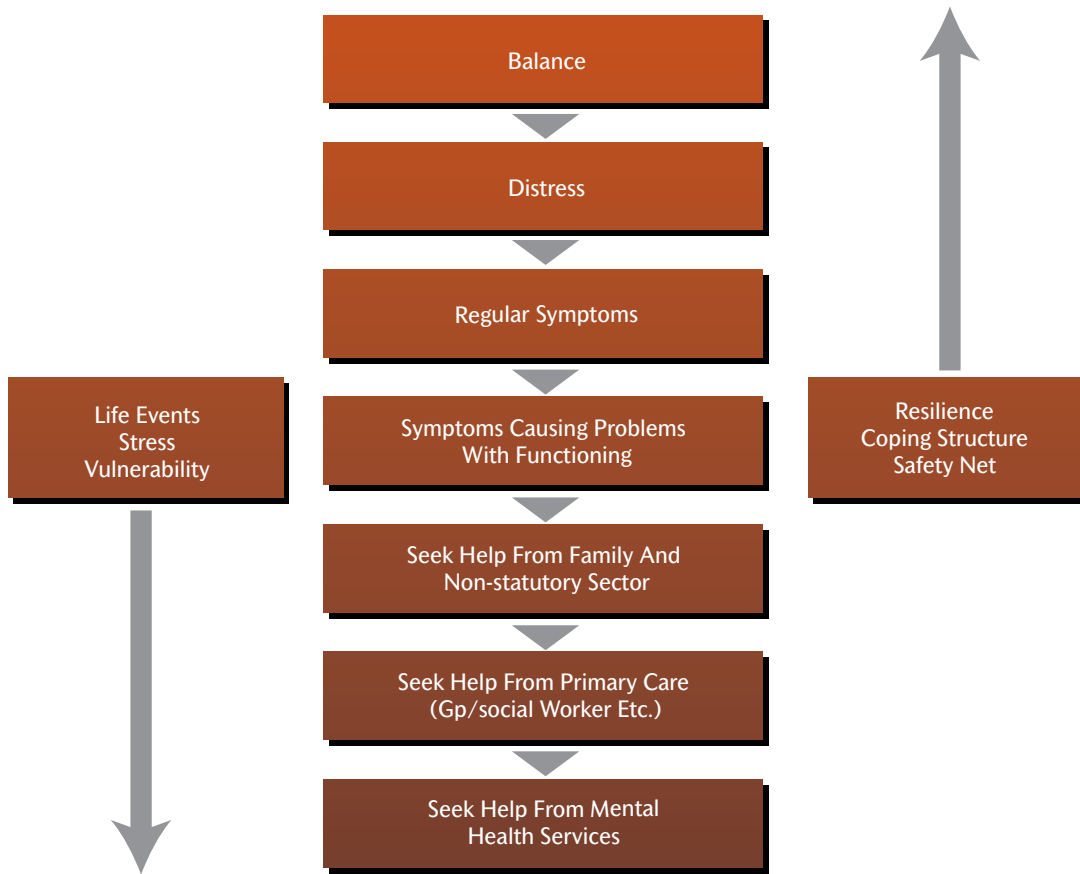 Balance
Distress
Regular Symptoms
Life Events
Stress
Vulnerability
Symptoms Causing Problems
With Functioning
Resilience
Coping Structure
Safety Net
Seek Help From Family And
Non-statutory Sector
Seek Help From Primary Care
(Gp/social Worker Etc.)
Seek Help From Mental
Health Services